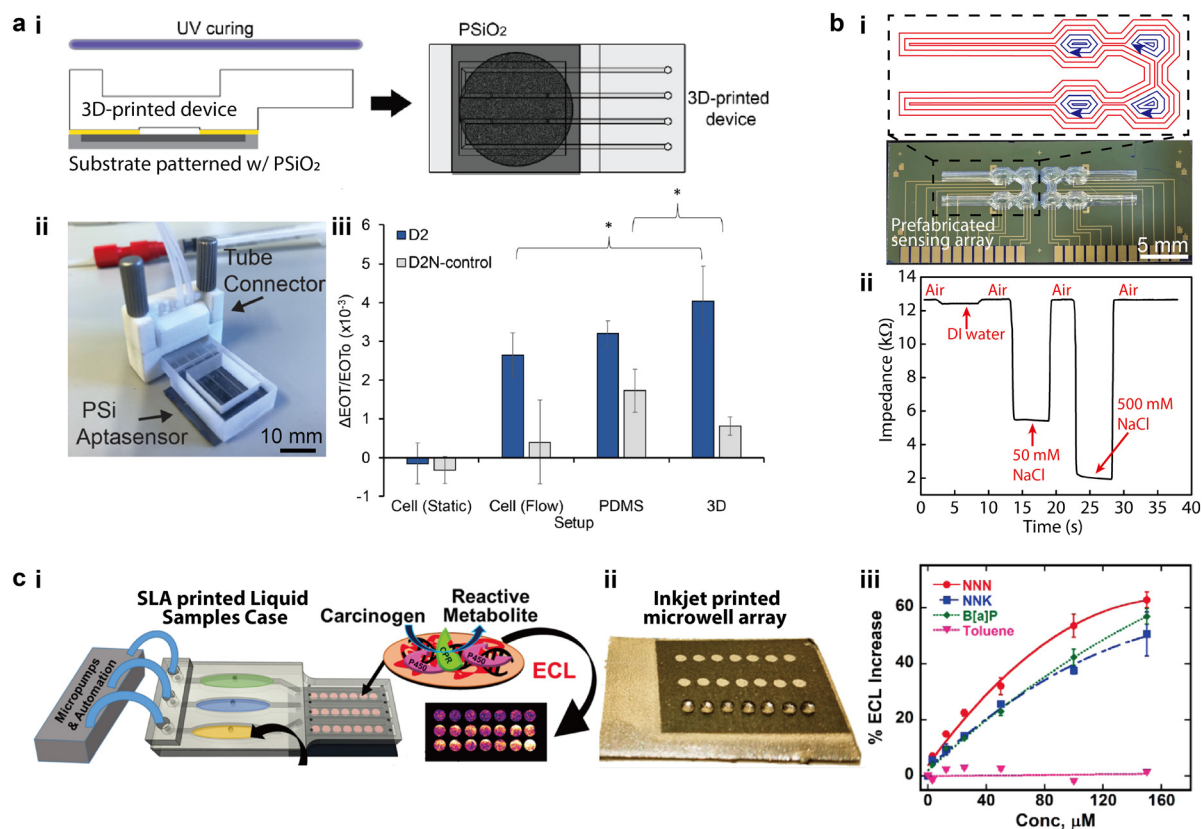 a i
UV curing
3D-printed device
Substrate patterned w/ PSiO₂
PSiO₂
3D-printed
device
ii
Tube
Connector
PSi
Aptasensor
10 mm
iii
ΔEOT/EOTo (x10⁻³)
6
5
4
3
2
1
0
-1
D2
D2N-control
*
*
Cell (Static) Cell (Flow) PDMS 3D
Setup
b i
Prefabricated
sensing array
5 mm
ii
Impedance (kΩ)
14
12
10
8
6
4
2
Air Air Air Air
DI water
50 mM
NaCl
500 mM
NaCl
0 5 10 15 20 25 30 35 40
Time (s)
c i
SLA printed Liquid
Samples Case
Micropumps
& Automation
Carcinogen
Reactive
Metabolite
P450
CPR
P450
ECL
ii
Inkjet printed
microwell array
iii
% ECL Increase
60
40
20
0
NNN
NNK
B[a]P
Toluene
0 40 80 120 160
Conc, μM